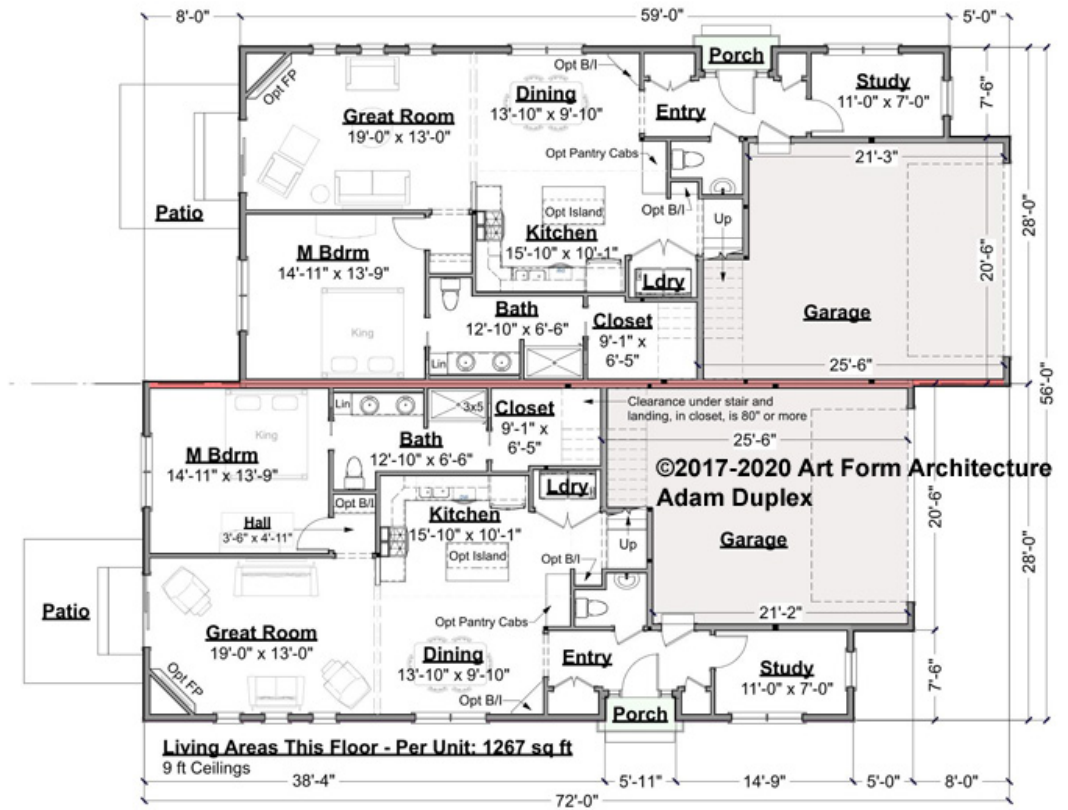 8'-0"
59'-0"
5'-0"
Porch
Opt B/I
Opt FP
Dining
13'-10" x 9'-10"
Study
11'-0" x 7'-0"
7'-6"
Great Room
19'-0" x 13'-0"
Entry
Opt Pantry Cabs
21'-3"
Patio
Opt Island
Opt B/I
Up
28'-0"
Kitchen
15'-10" x 10'-1"
M Bdrm
14'-11" x 13'-9"
20'-6"
Ldry
King
Bath
12'-10" x 6'-6"
Closet
9'-1" x
6'-5"
Garage
Lin
25'-6"
56'-0"
Lin
3x5
Closet
9'-1" x
6'-5"
Clearance under stair and
landing, in closet, is 80" or more
King
Bath
12'-10" x 6'-6"
25'-6"
M Bdrm
14'-11" x 13'-9"
©2017-2020 Art Form Architecture
Adam Duplex
Ldry
Opt B/I
Kitchen
15'-10" x 10'-1"
20'-6"
Hall
3'-6" x 4'-11"
Opt Island
Opt B/I
Up
Garage
28'-0"
Patio
Opt Pantry Cabs
21'-2"
Great Room
19'-0" x 13'-0"
Dining
13'-10" x 9'-10"
Entry
Study
11'-0" x 7'-0"
7'-6"
Opt FP
Opt B/I
Porch
Living Areas This Floor - Per Unit: 1267 sq ft
9 ft Ceilings
38'-4"
5'-11"
14'-9"
5'-0"
8'-0"
72'-0"